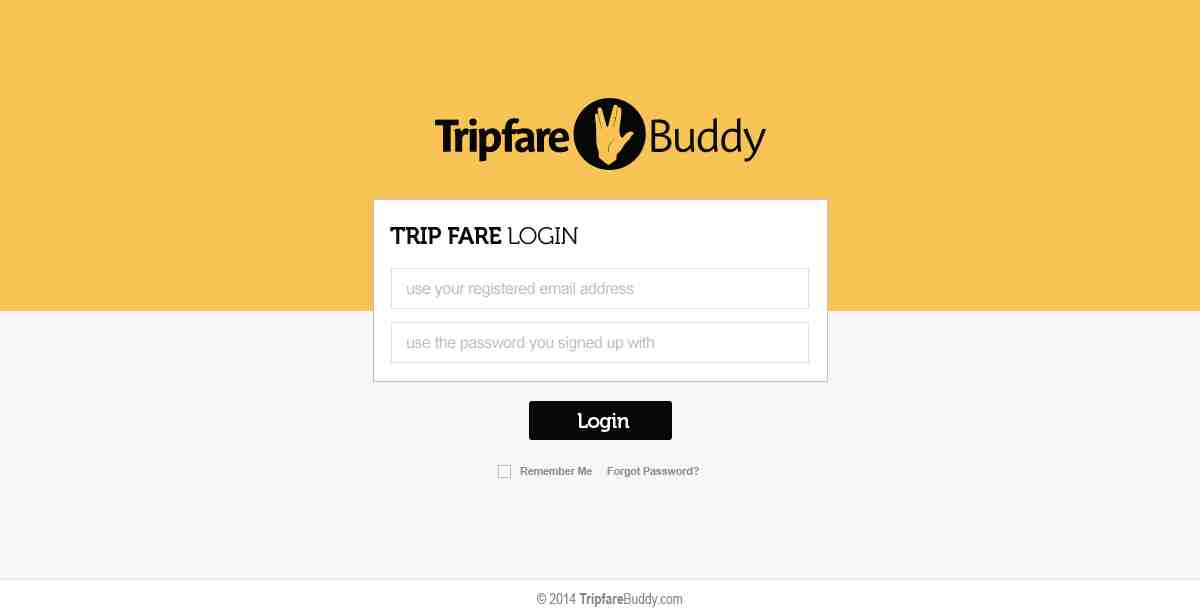 Tripfare Buddy
TRIP FARE LOGIN
use your registered email address
use the password you signed up with
Login
Remember Me Forgot Password?
© 2014 TripfareBuddy.com